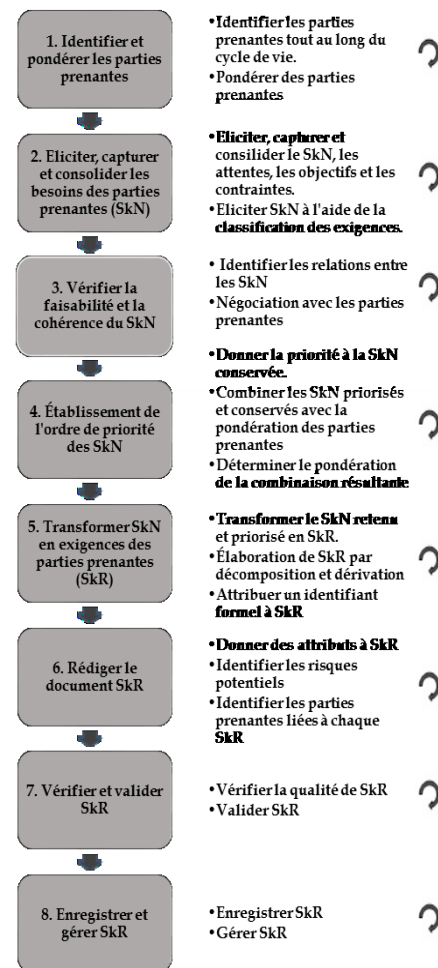 1. Identifier et
pondérer les parties
prenantes
•Identifier les parties
prenantes tout au long du
cycle de vie.
•Pondérer des parties
prenantes
2. Eliciter, capturer
et consolider les
besoins des parties
prenantes (SkN)
•Eliciter, capturer et
consilider le SkN, les
attentes, les objectifs et les
contraintes.
•Eliciter SkN à l'aide de la
classification des exigences.
3. Vérifier la
faisabilité et la
cohérence du SkN
• Identifier les relations entre
les SkN
•Négociation avec les parties
prenantes
4. Établissement de
l'ordre de priorité
des SkN
•Donner la priorité à la SkN
conservée.
•Combiner les SkN priorisés
et conservés avec la
pondération des parties
prenantes
•Déterminer le pondération
de la combinaison résultante
5. Transformer SkN
en exigences des
parties prenantes
(SkR)
•Transformer le SkN retenu
et priorisé en SkR.
•Élaboration de SkR par
décomposition et dérivation
•Attribuer un identifiant
formel à SkR
6. Rédiger le
document SkR
•Donner des attributs à SkR
•Identifier les risques
potentiels
•Identifier les parties
prenantes liées à chaque
SkR
7. Vérifier et valider
SkR
•Vérifier la qualité de SkR
•Valider SkR
8. Enregistrer et
gérer SkR
•Enregistrer SkR
•Gérer SkR